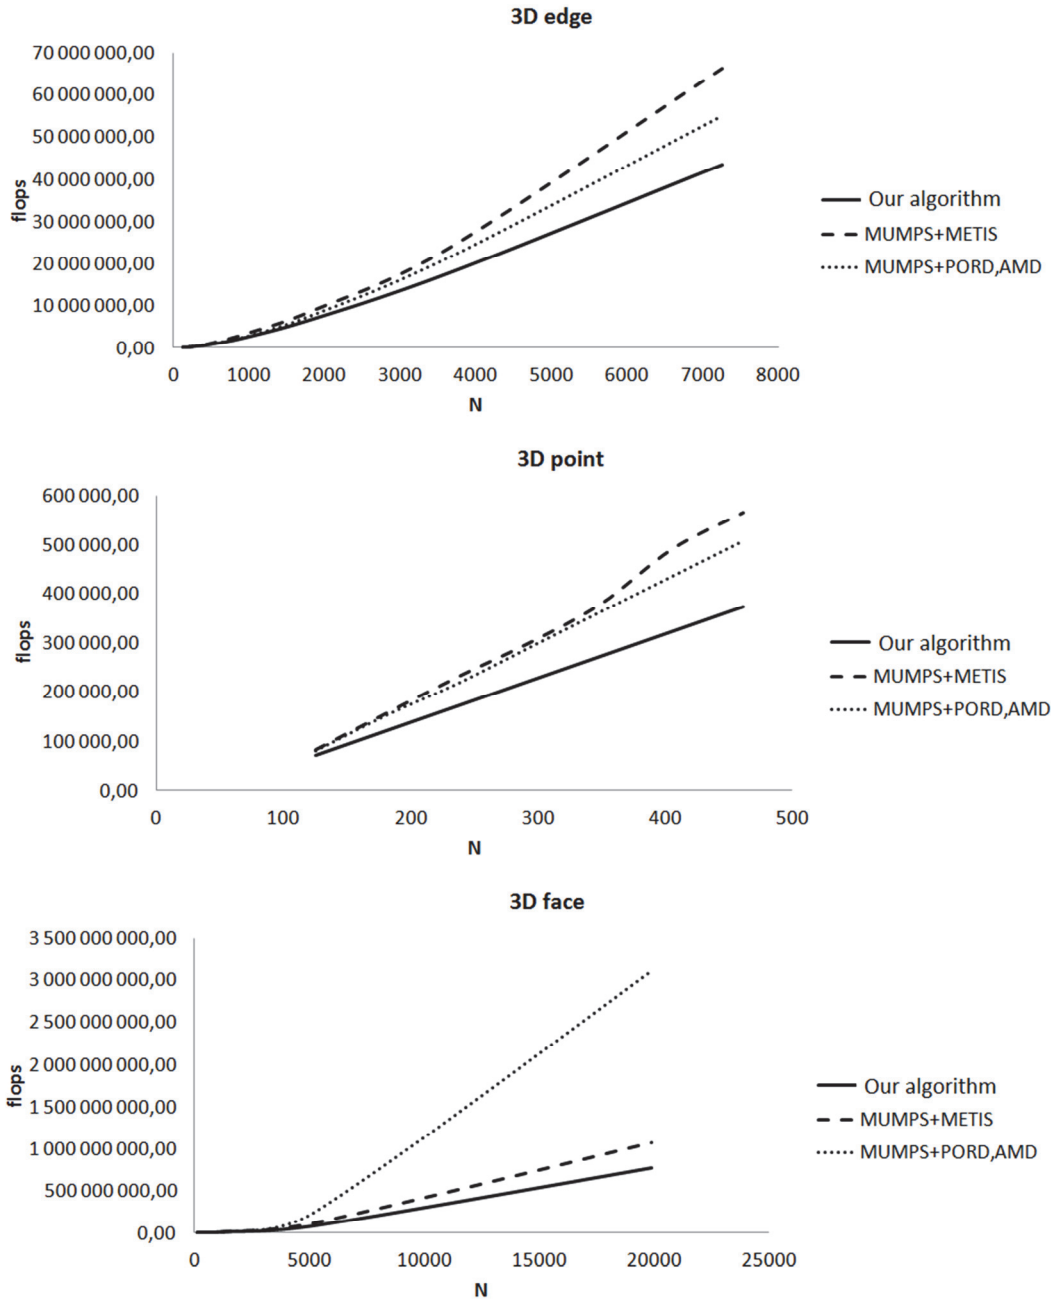 3D edge
70 000 000,00
60 000 000,00
50 000 000,00
40 000 000,00
30 000 000,00
20 000 000,00
10 000 000,00
0,00
flops
0 1000 2000 3000 4000 5000 6000 7000 8000
N
Our algorithm
MUMPS+METIS
MUMPS+PORD,AMD
3D point
600 000,00
500 000,00
400 000,00
300 000,00
200 000,00
100 000,00
0,00
flops
0 100 200 300 400 500
N
Our algorithm
MUMPS+METIS
MUMPS+PORD,AMD
3D face
3 500 000 000,00
3 000 000 000,00
2 500 000 000,00
2 000 000 000,00
1 500 000 000,00
1 000 000 000,00
500 000 000,00
0,00
flops
0 5000 10000 15000 20000 25000
N
Our algorithm
MUMPS+METIS
MUMPS+PORD,AMD